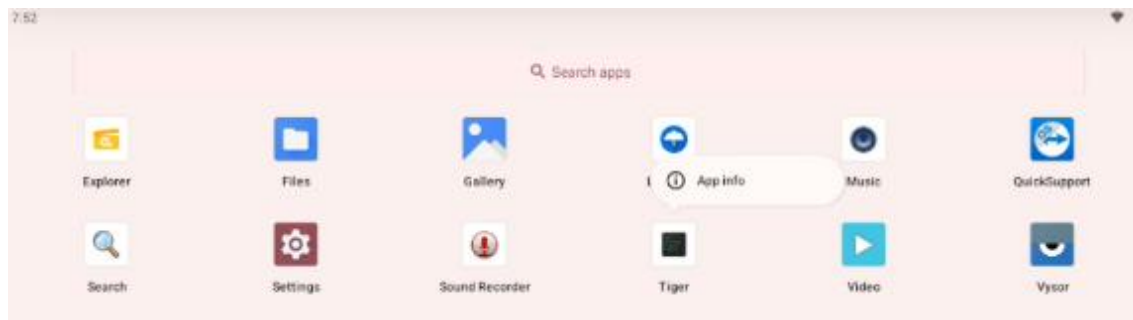 7:52
Search apps
Explorer
Files
Gallery
App info
Music
QuickSupport
Search
Settings
Sound Recorder
Tiger
Video
Vysor